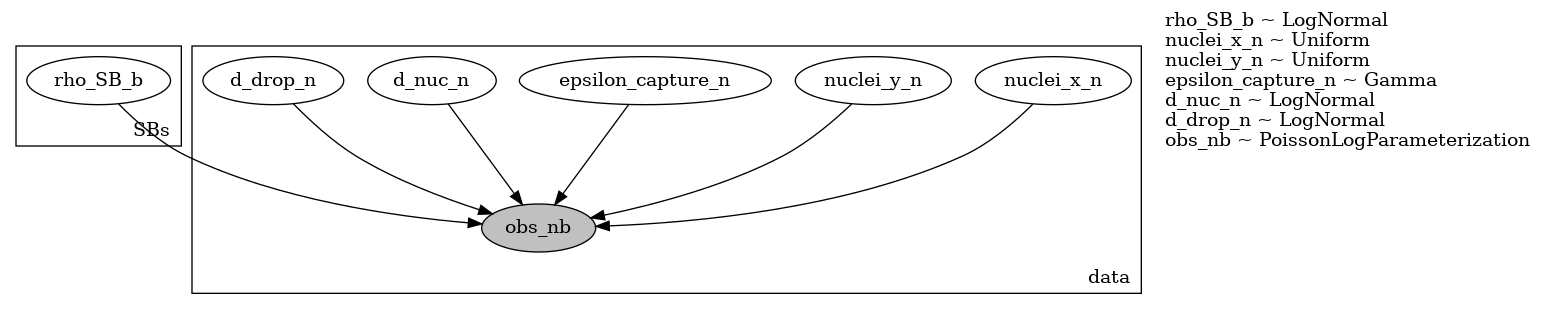 rho_SB_b
SBs
d_drop_n
d_nuc_n
epsilon_capture_n
nuclei_y_n
nuclei_x_n
obs_nb
data
rho_SB_b ~ LogNormal
nuclei_x_n ~ Uniform
nuclei_y_n ~ Uniform
epsilon_capture_n ~ Gamma
d_nuc_n ~ LogNormal
d_drop_n ~ LogNormal
obs_nb ~ PoissonLogParameterization